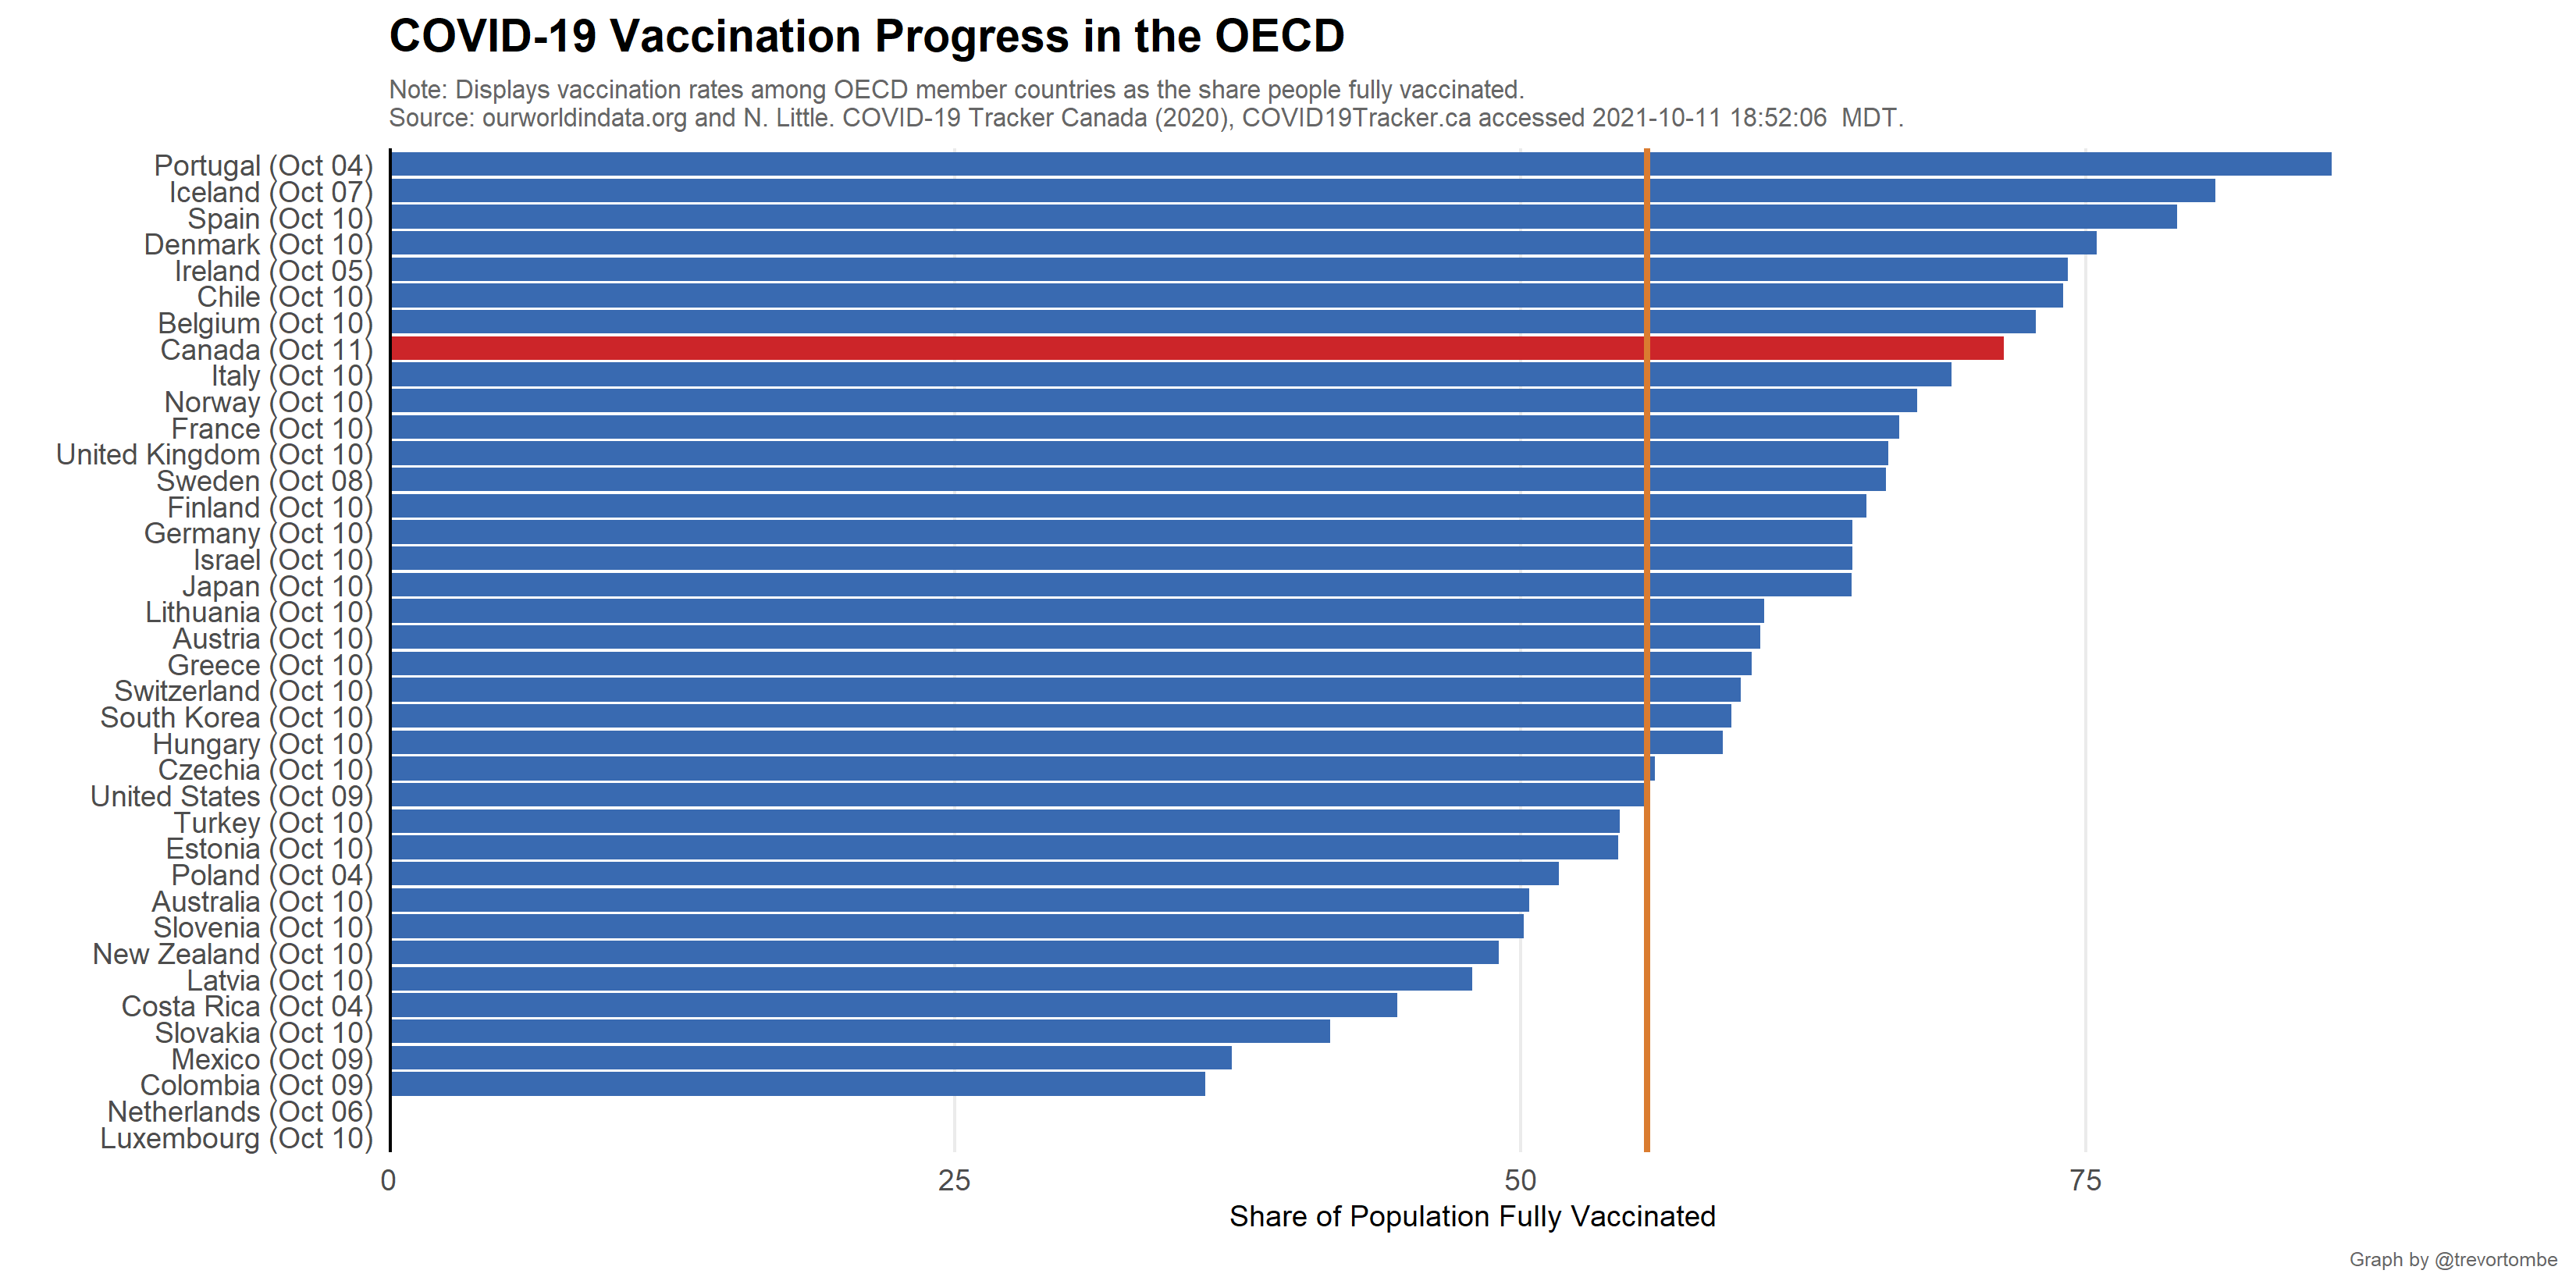 COVID-19 Vaccination Progress in the OECD
Note: Displays vaccination rates among OECD member countries as the share people fully vaccinated.
Source: ourworldindata.org and N. Little. COVID-19 Tracker Canada (2020), COVID19Tracker.ca accessed 2021-10-11 18:52:06  MDT.
Portugal (Oct 04)
Iceland (Oct 07)
Spain (Oct 10)
Denmark (Oct 10)
Ireland (Oct 05)
Chile (Oct 10)
Belgium (Oct 10)
Canada (Oct 11)
Italy (Oct 10)
Norway (Oct 10)
France (Oct 10)
United Kingdom (Oct 10)
Sweden (Oct 08)
Finland (Oct 10)
Germany (Oct 10)
Israel (Oct 10)
Japan (Oct 10)
Lithuania (Oct 10)
Austria (Oct 10)
Greece (Oct 10)
Switzerland (Oct 10)
South Korea (Oct 10)
Hungary (Oct 10)
Czechia (Oct 10)
United States (Oct 09)
Turkey (Oct 10)
Estonia (Oct 10)
Poland (Oct 04)
Australia (Oct 10)
Slovenia (Oct 10)
New Zealand (Oct 10)
Latvia (Oct 10)
Costa Rica (Oct 04)
Slovakia (Oct 10)
Mexico (Oct 09)
Colombia (Oct 09)
Netherlands (Oct 06)
Luxembourg (Oct 10)
0 25 50 75
Share of Population Fully Vaccinated
Graph by @trevortombe